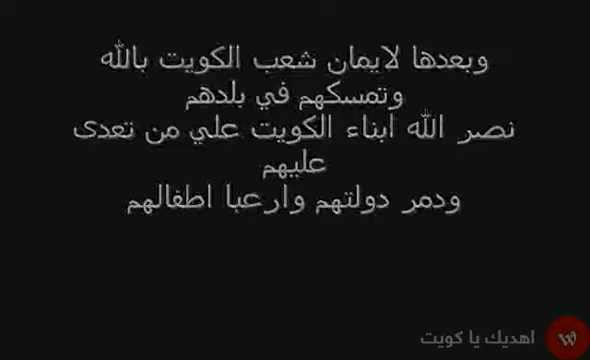 وبعدها لايمان شعب الكويت بالله
وتمسكهم في بلدهم
نصر الله ابناء الكويت علي من تعدى
عليهم
ودمر دولتهم وارعبا اطفالهم
اهديك يا كويت
W